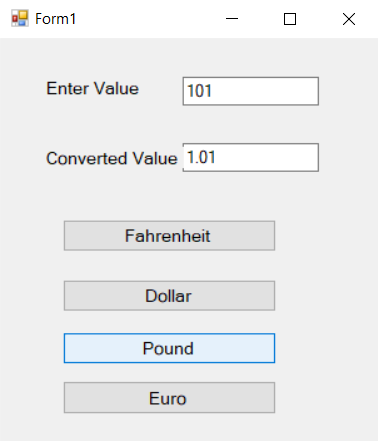 Form1
Enter Value 101
Converted Value 1.01
Fahrenheit
Dollar
Pound
Euro